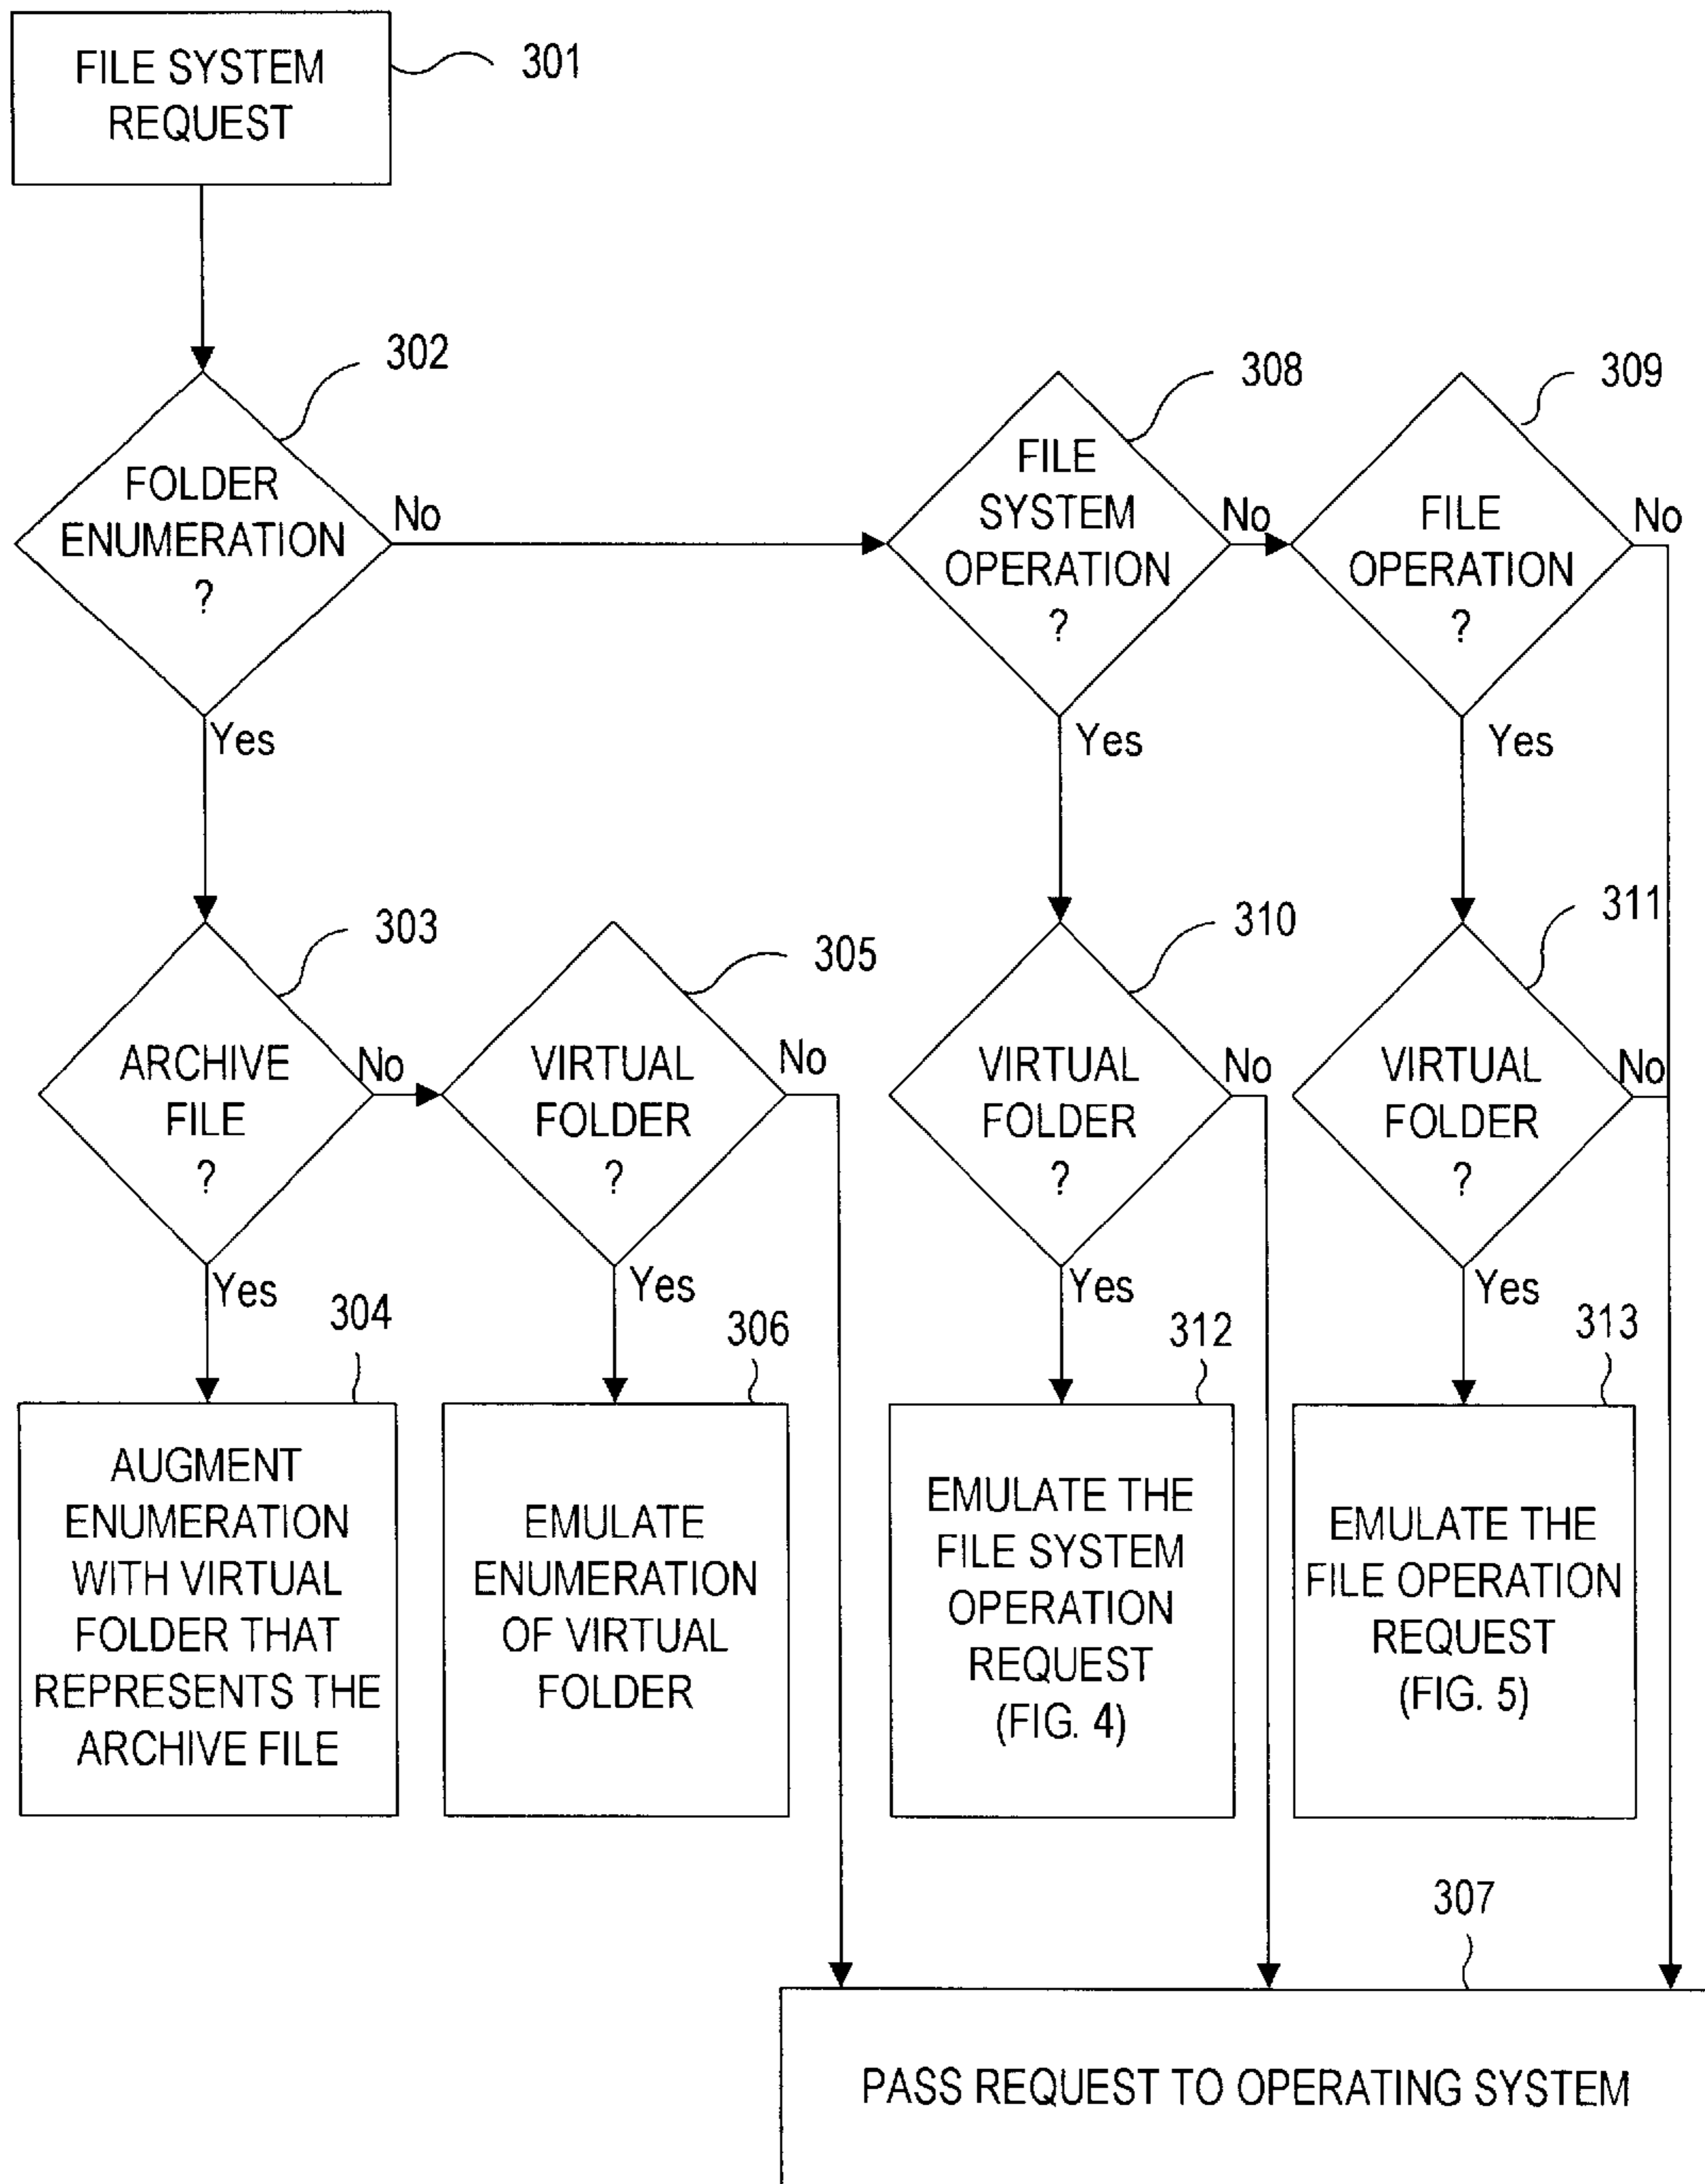 FILE SYSTEM
REQUEST
301
302
FOLDER
ENUMERATION
?
No
Yes
308
FILE
SYSTEM
OPERATION
?
No
Yes
309
FILE
OPERATION
?
No
Yes
303
ARCHIVE
FILE
?
No
Yes
305
VIRTUAL
FOLDER
?
No
Yes
310
VIRTUAL
FOLDER
?
No
Yes
311
VIRTUAL
FOLDER
?
No
Yes
304
AUGMENT
ENUMERATION
WITH VIRTUAL
FOLDER THAT
REPRESENTS THE
ARCHIVE FILE
306
EMULATE
ENUMERATION
OF VIRTUAL
FOLDER
312
EMULATE THE
FILE SYSTEM
OPERATION
REQUEST
(FIG. 4)
313
EMULATE THE
FILE OPERATION
REQUEST
(FIG. 5)
307
PASS REQUEST TO OPERATING SYSTEM